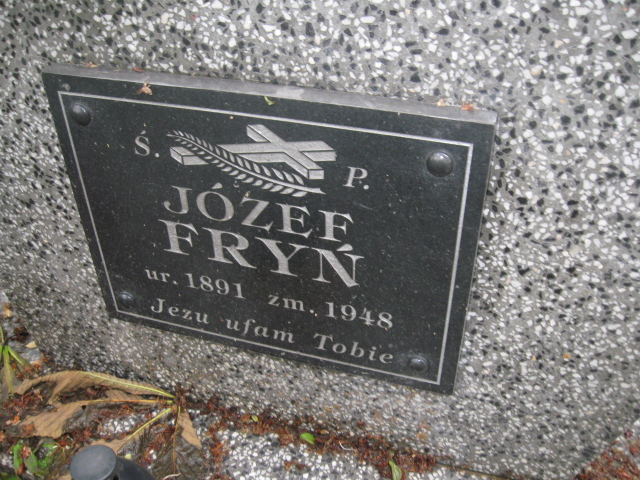 Ś. P.
JÓZEF
FRYŃ
ur. 1891 zm. 1948
Jezu ufam Tobie